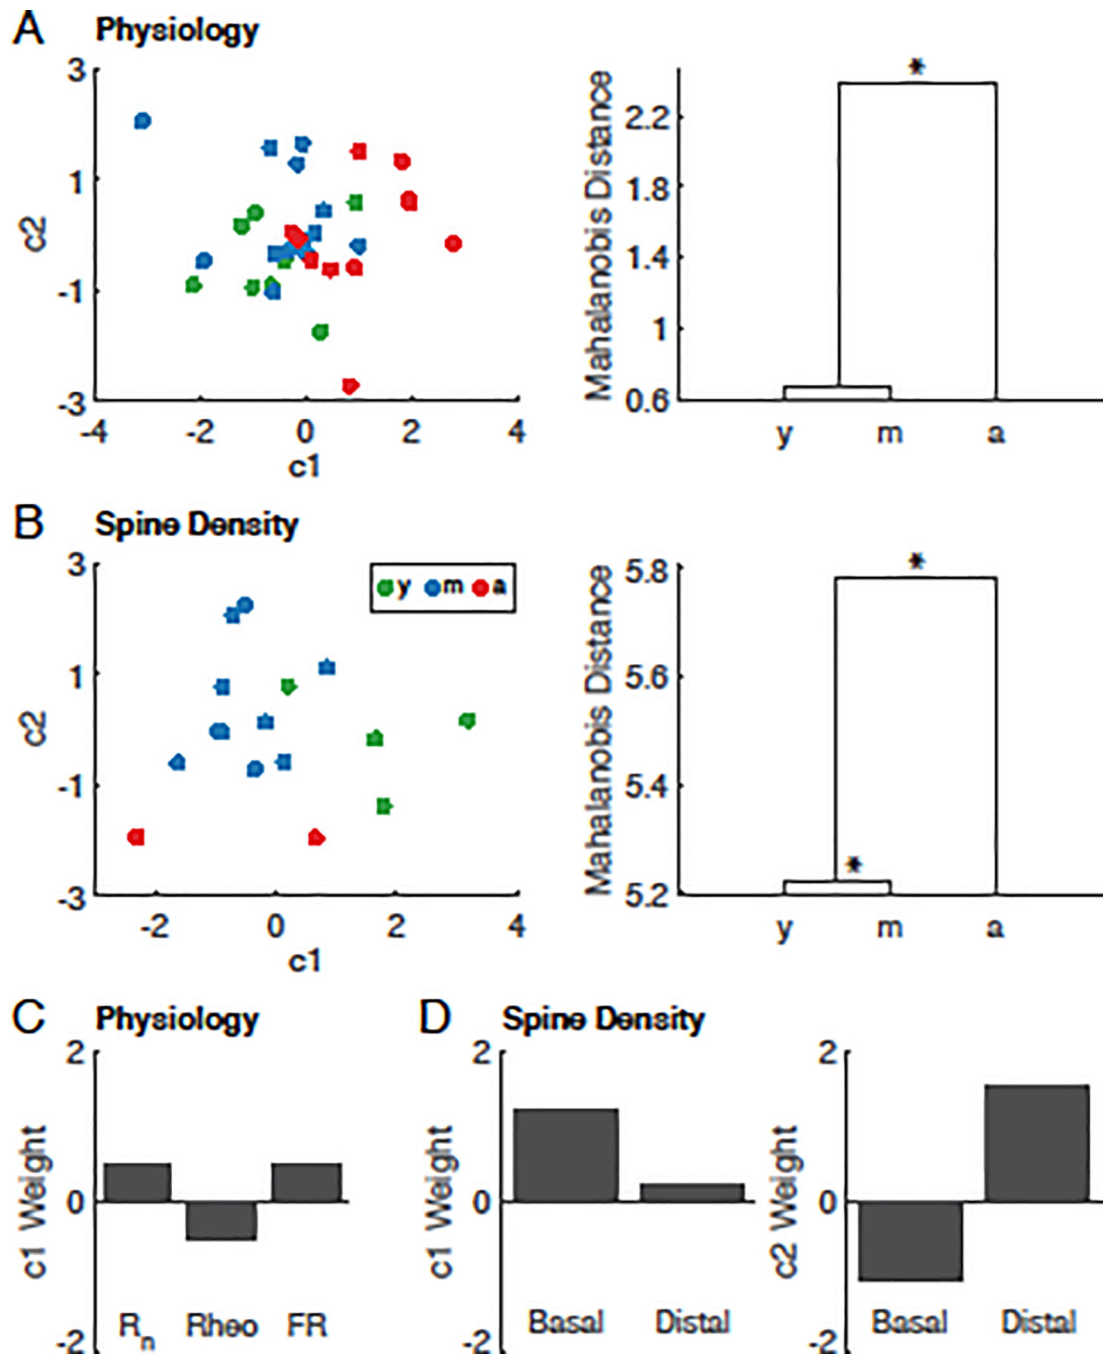 A Physiology
3
1
-1
-3
c2
-4 -2 0 2 4
c1
Mahalanobis Distance
2.2
1.8
1.4
1
0.6
*
y m a
B Spine Density
3
1
-1
-3
c2
y m a
-2 0 2 4
c1
Mahalanobis Distance
5.8
5.6
5.4
5.2
*
*
y m a
C Physiology
2
0
-2
c1 Weight
Rn Rheo FR
D Spine Density
2
0
-2
c1 Weight
Basal Distal
2
0
-2
c2 Weight
Basal Distal